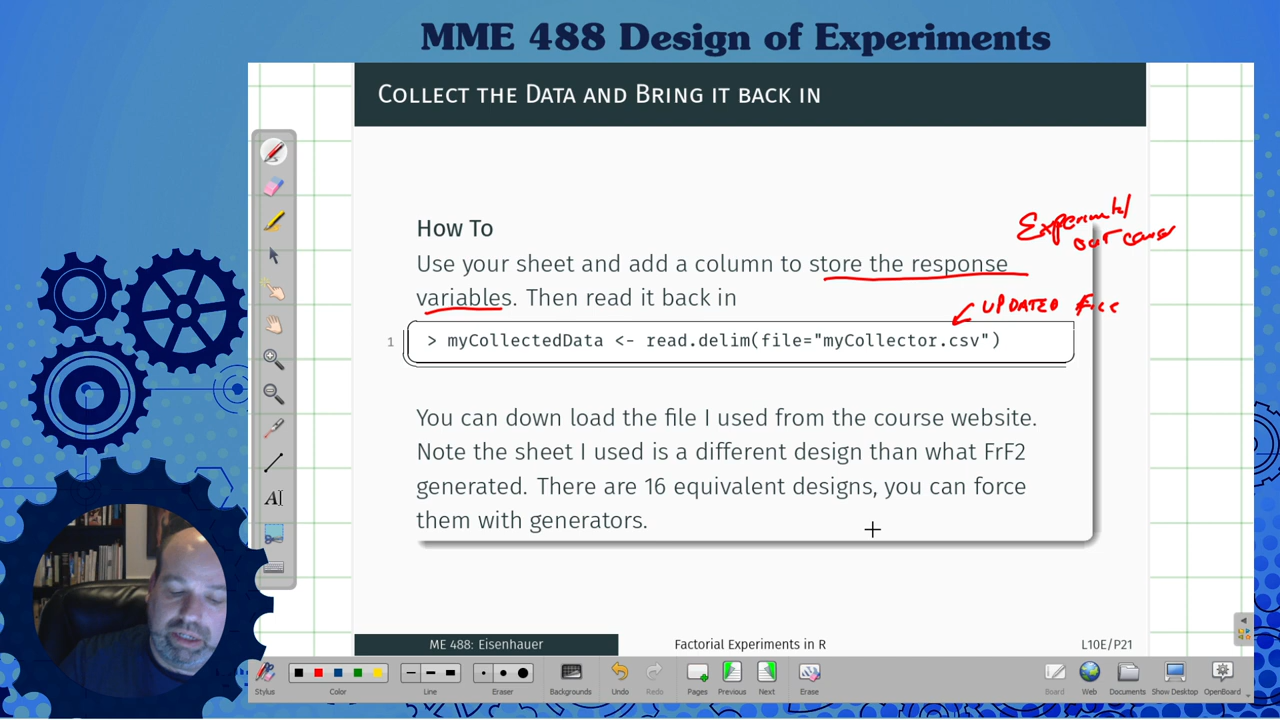 MME 488 Design of Experiments
COLLECT THE DATA AND BRING IT BACK IN
How To
Use your sheet and add a column to store the response
variables. Then read it back in
UPDATED FILE
1 > myCollectedData <- read.delim(file="myCollector.csv")
You can down load the file I used from the course website.
Note the sheet I used is a different design than what FrF2
generated. There are 16 equivalent designs, you can force
them with generators.
ME 488: Eisenhauer
Factorial Experiments in R
L10E/P21
AI
Stylus
Color
Line
Eraser
Backgrounds
Undo
Redo
Pages
Previous
Next
Erase
Board
Web
Documents
Show Desktop
OpenBoard